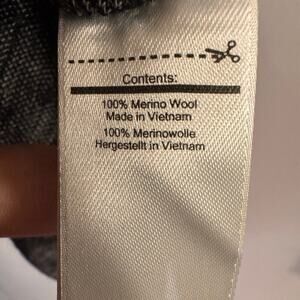 Contents:
100% Merino Wool
Made in Vietnam
100% Merinowolle
Hergestellt in Vietnam